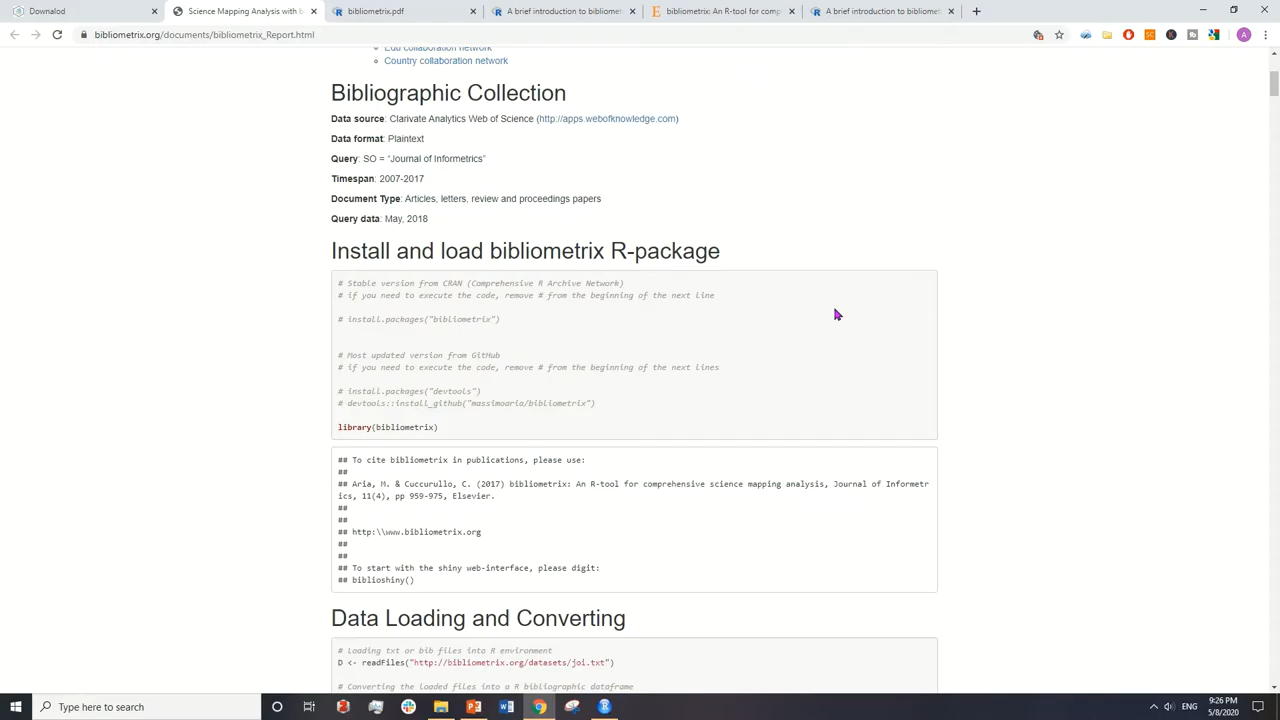 Downalod
Science Mapping Analysis with b
bibliometrix.pdf
A brief introduction to bibliomet
bibliometrix: An R-tool for comp
A brief introduction to bibliomet
bibliometrix.org/documents/bibliometrix_Report.html
A
Edu collaboration network
Country collaboration network
Bibliographic Collection
Data source: Clarivate Analytics Web of Science (http://apps.webofknowledge.com)
Data format: Plaintext
Query: SO = “Journal of Informetrics”
Timespan: 2007-2017
Document Type: Articles, letters, review and proceedings papers
Query data: May, 2018
Install and load bibliometrix R-package
# Stable version from CRAN (Comprehensive R Archive Network)
# if you need to execute the code, remove # from the beginning of the next line
# install.packages("bibliometrix")
# Most updated version from GitHub
# if you need to execute the code, remove # from the beginning of the next lines
# install.packages("devtools")
# devtools::install_github("massimoaria/bibliometrix")
library(bibliometrix)
## To cite bibliometrix in publications, please use:
##
## Aria, M. & Cuccurullo, C. (2017) bibliometrix: An R-tool for comprehensive science mapping analysis, Journal of Informetr
ics, 11(4), pp 959-975, Elsevier.
##
##
## http:\\www.bibliometrix.org
##
##
## To start with the shiny web-interface, please digit:
## biblioshiny()
Data Loading and Converting
# Loading txt or bib files into R environment
D <- readFiles("http://bibliometrix.org/datasets/joi.txt")
# Converting the loaded files into a R bibliographic dataframe
Type here to search
ENG
9:26 PM
5/8/2020